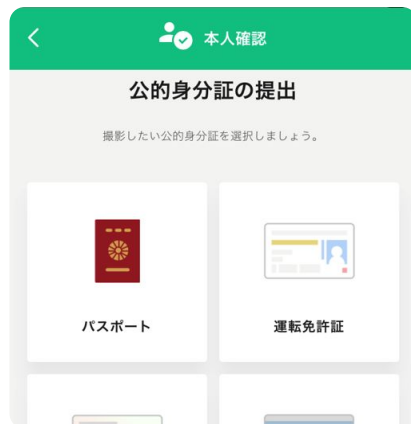 本人確認
公的身分証の提出
撮影したい公的身分証を選択しましょう。
パスポート
運転免許証